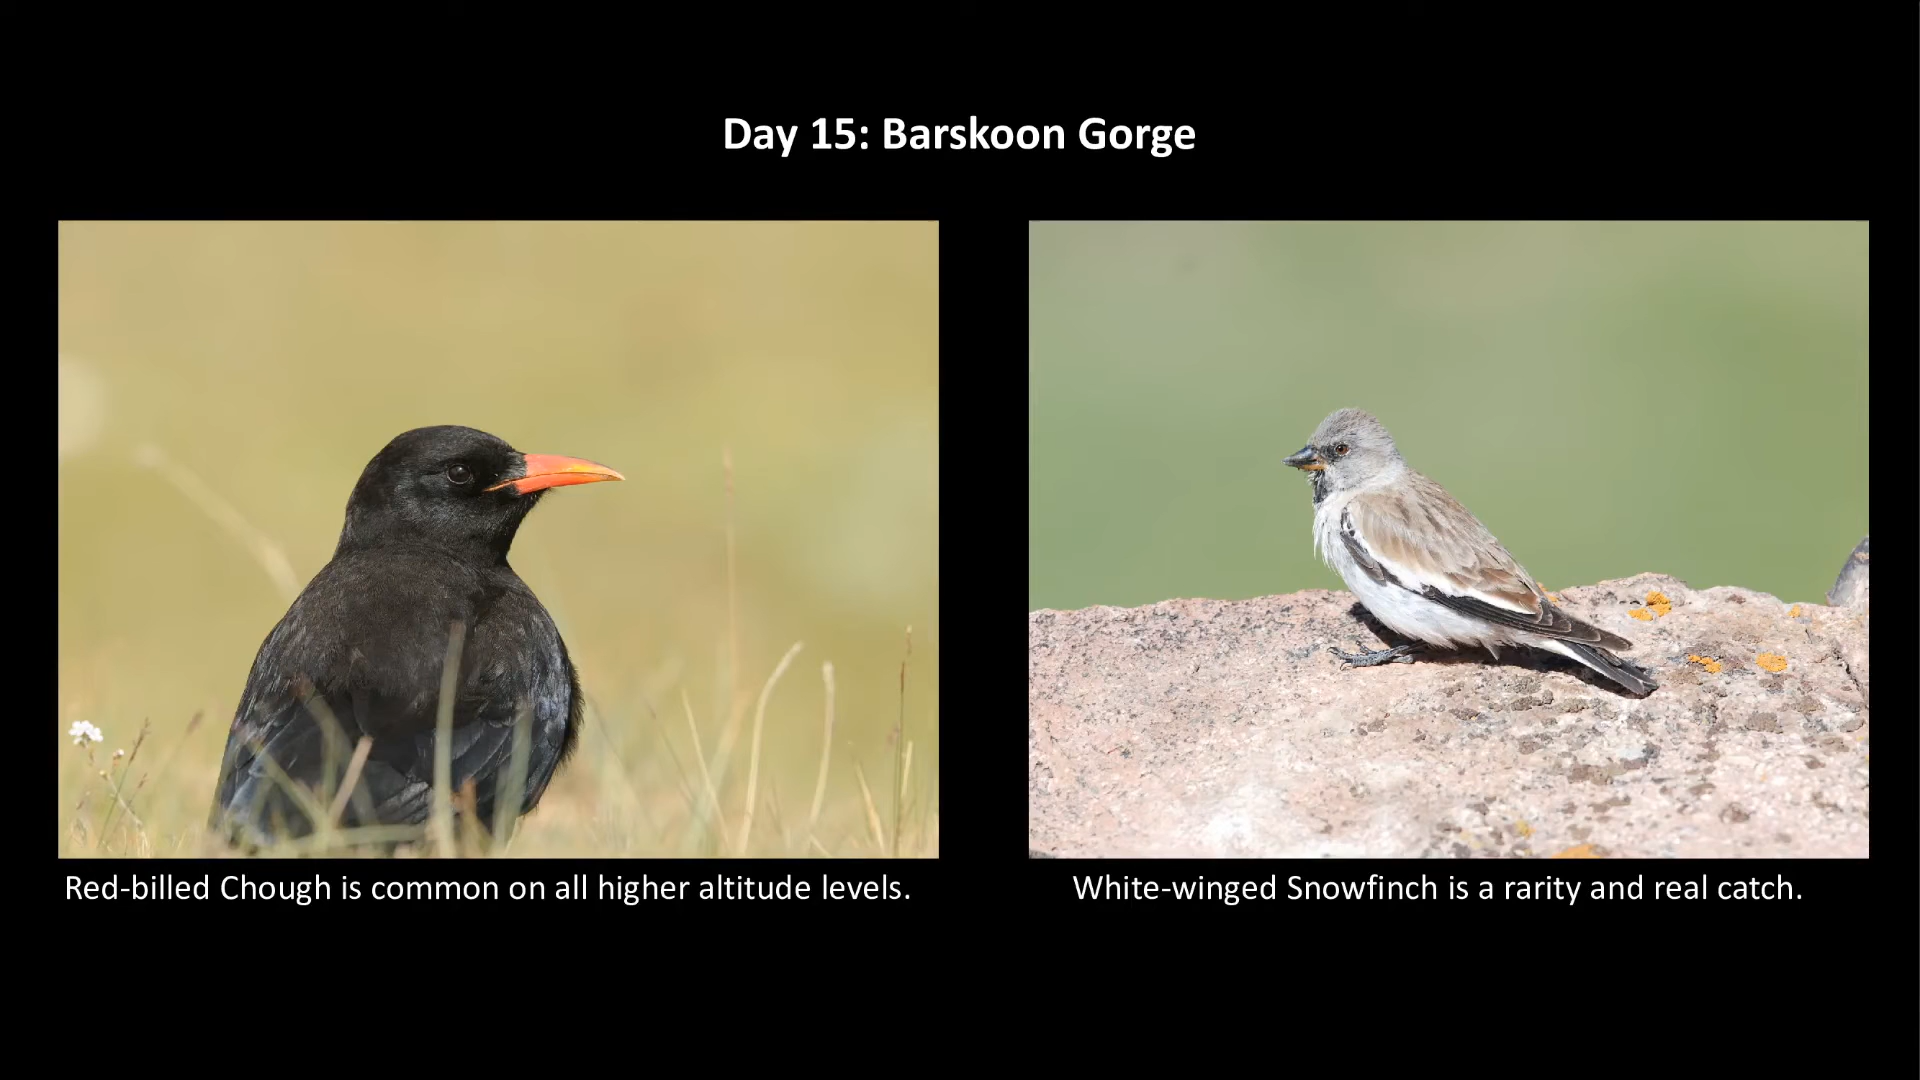 Day 15: Barskoon Gorge
Red-billed Chough is common on all higher altitude levels.
White-winged Snowfinch is a rarity and real catch.